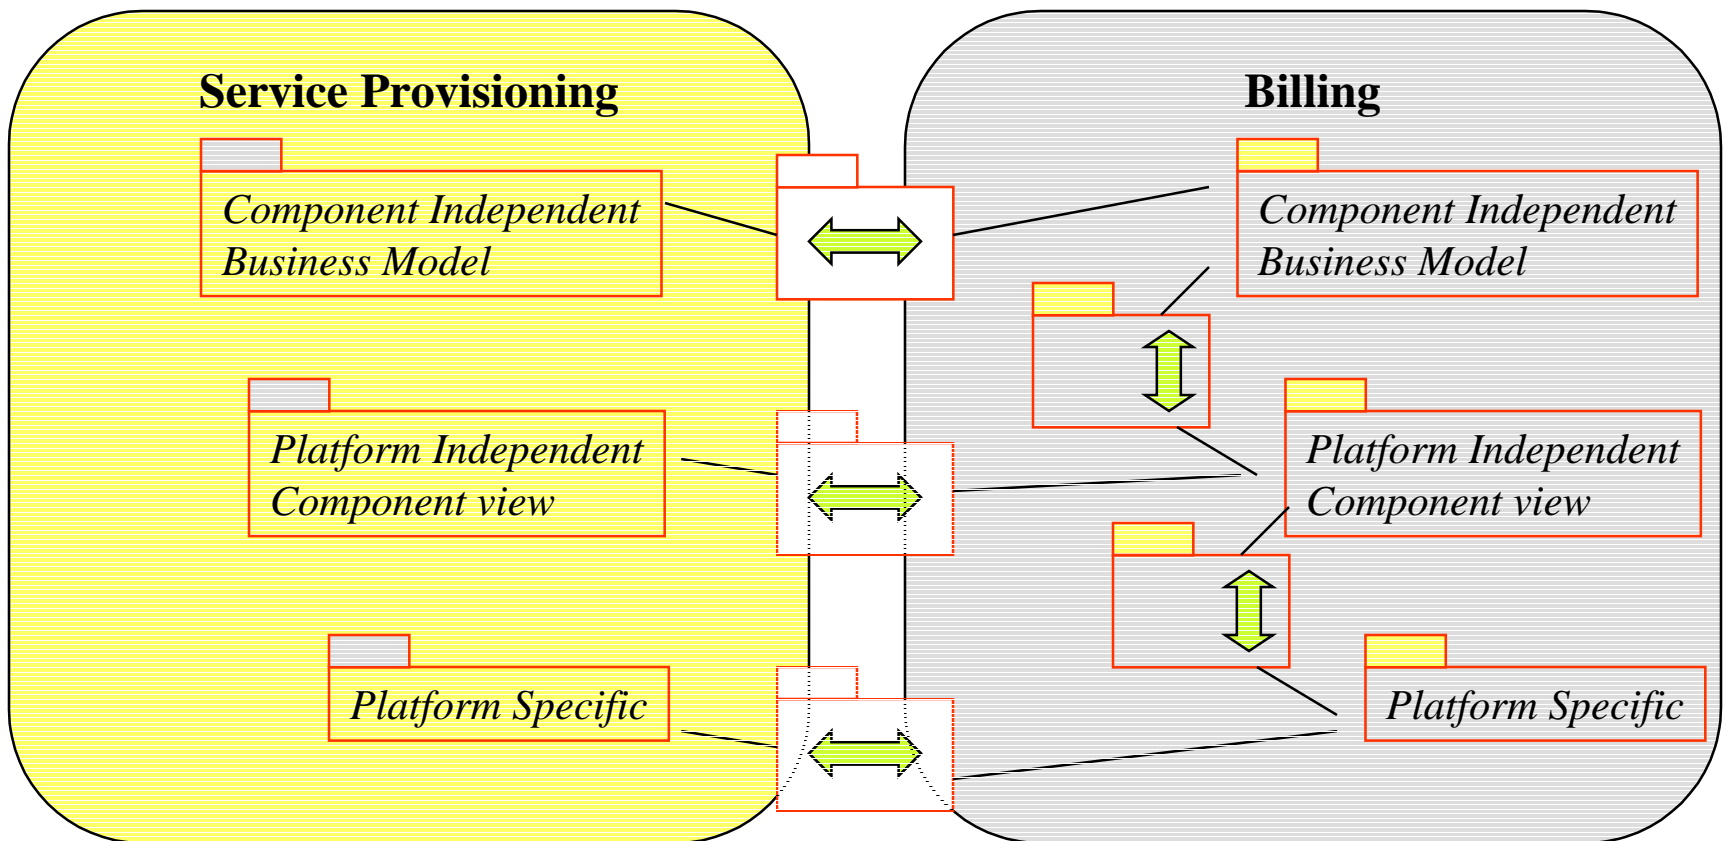 Service Provisioning
Component Independent
Business Model
Platform Independent
Component view
Platform Specific
Billing
Component Independent
Business Model
Platform Independent
Component view
Platform Specific